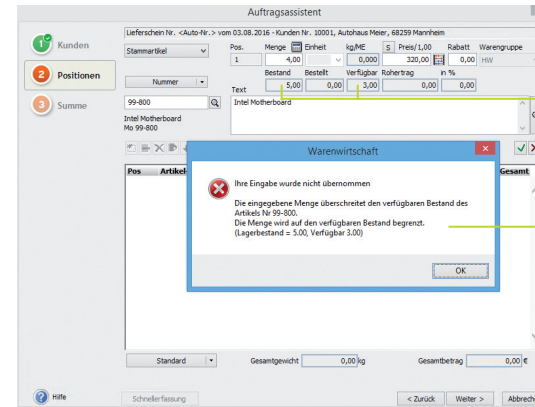 Auftragsassistent
Lieferschein Nr. <Auto-Nr.> vom 03.08.2016 - Kunden Nr. 10001, Autohaus Meier, 68259 Mannheim
1 Kunden
2 Positionen
3 Summe
Stammartikel
Pos. Menge Einheit kg/ME S Preis/1,00 Rabatt Warengruppe
1 4,00 0,000 320,00 0,00 HW
Nummer
Bestand Bestellt Verfügbar Rohertrag in %
Text 5,00 0,00 3,00 0,00 0,00
99-800
Intel Motherboard
Intel Motherboard
Mo 99-800
Warenwirtschaft
Pos Artikel- Gesamt
Ihre Eingabe wurde nicht übernommen
Die eingegebene Menge überschreitet den verfügbaren Bestand des
Artikels Nr 99-800.
Die Menge wird auf den verfügbaren Bestand begrenzt.
(Lagerbestand = 5.00, Verfügbar 3.00)
OK
Standard Gesamtgewicht 0,00 kg Gesamtbetrag 0,00 €
Hilfe Schnellerfassung < Zurück Weiter > Abbreche